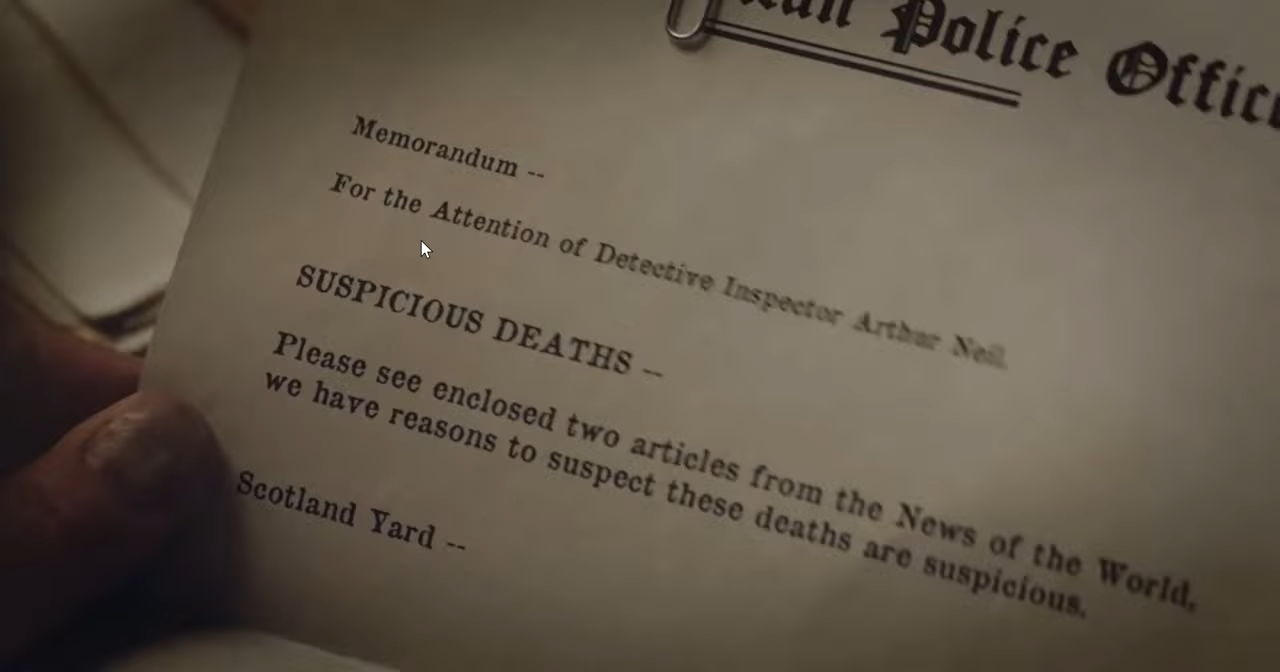 Police Offic
Memorandum --
For the Attention of Detective Inspector Arthur Neil.
SUSPICIOUS DEATHS --
Please see enclosed two articles from the News of the World,
we have reasons to suspect these deaths are suspicious.
Scotland Yard --